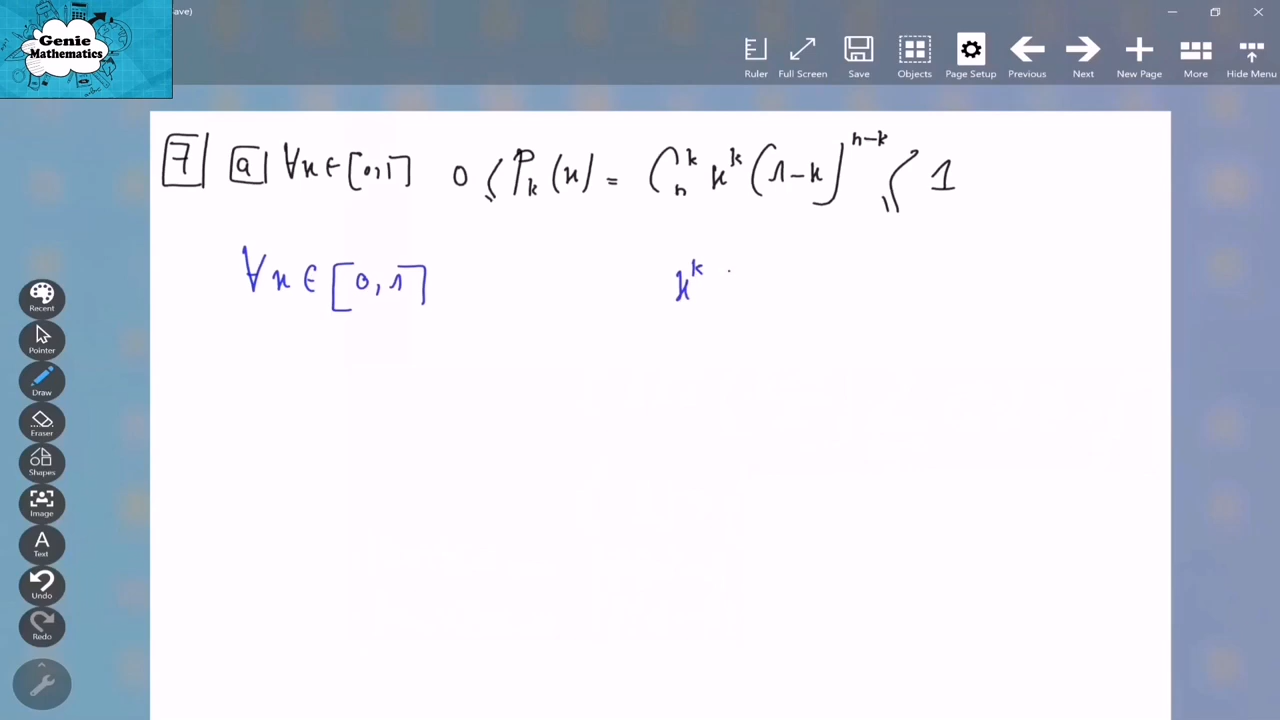 ave)
Genie
Mathematics
Ruler
Full Screen
Save
Objects
Page Setup
Previous
Next
New Page
More
Hide Menu
7 a ∀x∈[0,1] 0 ≤ P_k(x) = C_n^k x^k (1-x)^{n-k} ≤ 1
∀x ∈ [0,1] x^k
Recent
Pointer
Draw
Eraser
Shapes
Image
A
Text
Undo
Redo